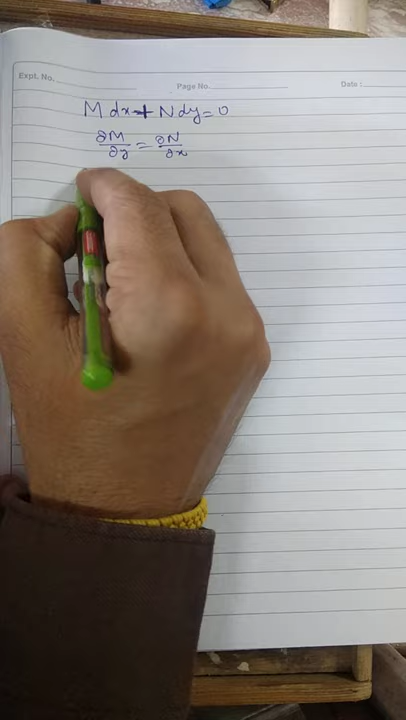 Expt. No. Page No. Date :
M dx + N dy = 0
∂M/∂y = ∂N/∂x